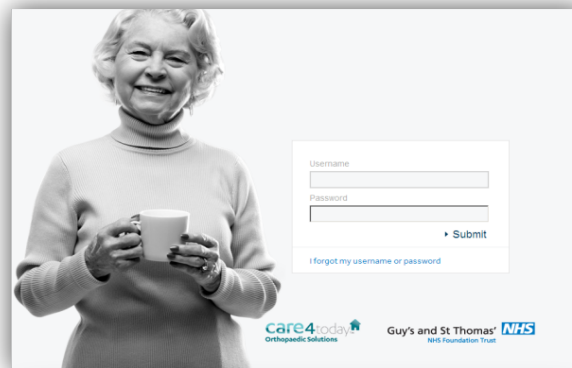 Username
Password
Submit
I forgot my username or password
care4today
Orthopaedic Solutions
Guy's and St Thomas' NHS
NHS Foundation Trust